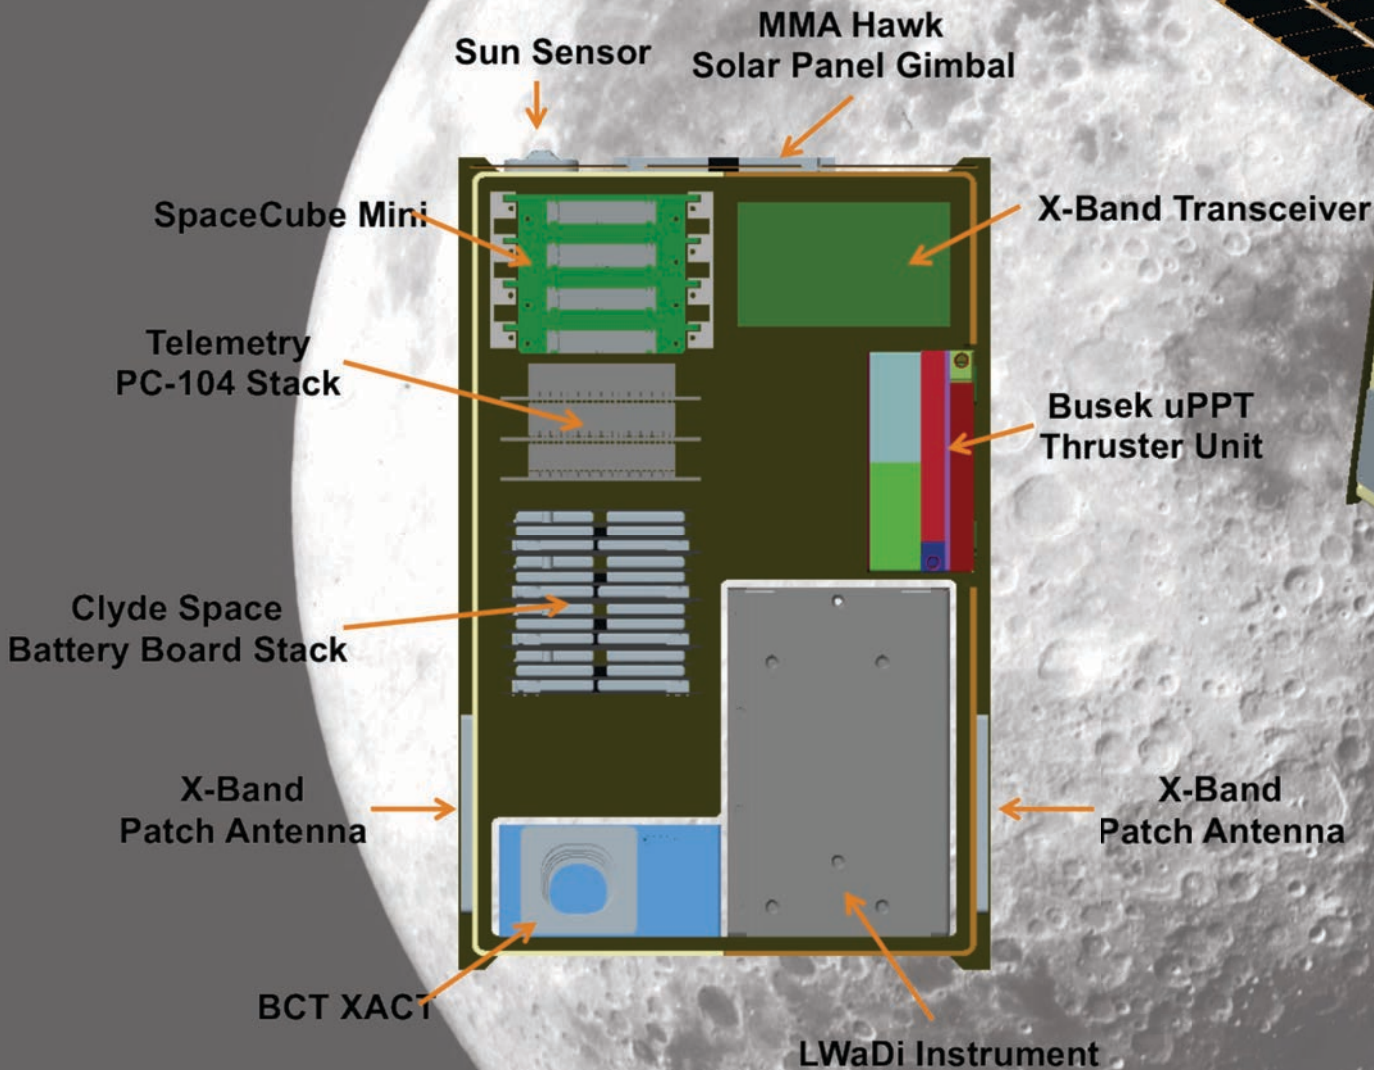 MMA Hawk
Solar Panel Gimbal
Sun Sensor
SpaceCube Mini
X-Band Transceiver
Telemetry
PC-104 Stack
Busek uPPT
Thruster Unit
Clyde Space
Battery Board Stack
X-Band
Patch Antenna
X-Band
Patch Antenna
BCT XACT
LWaDi Instrument